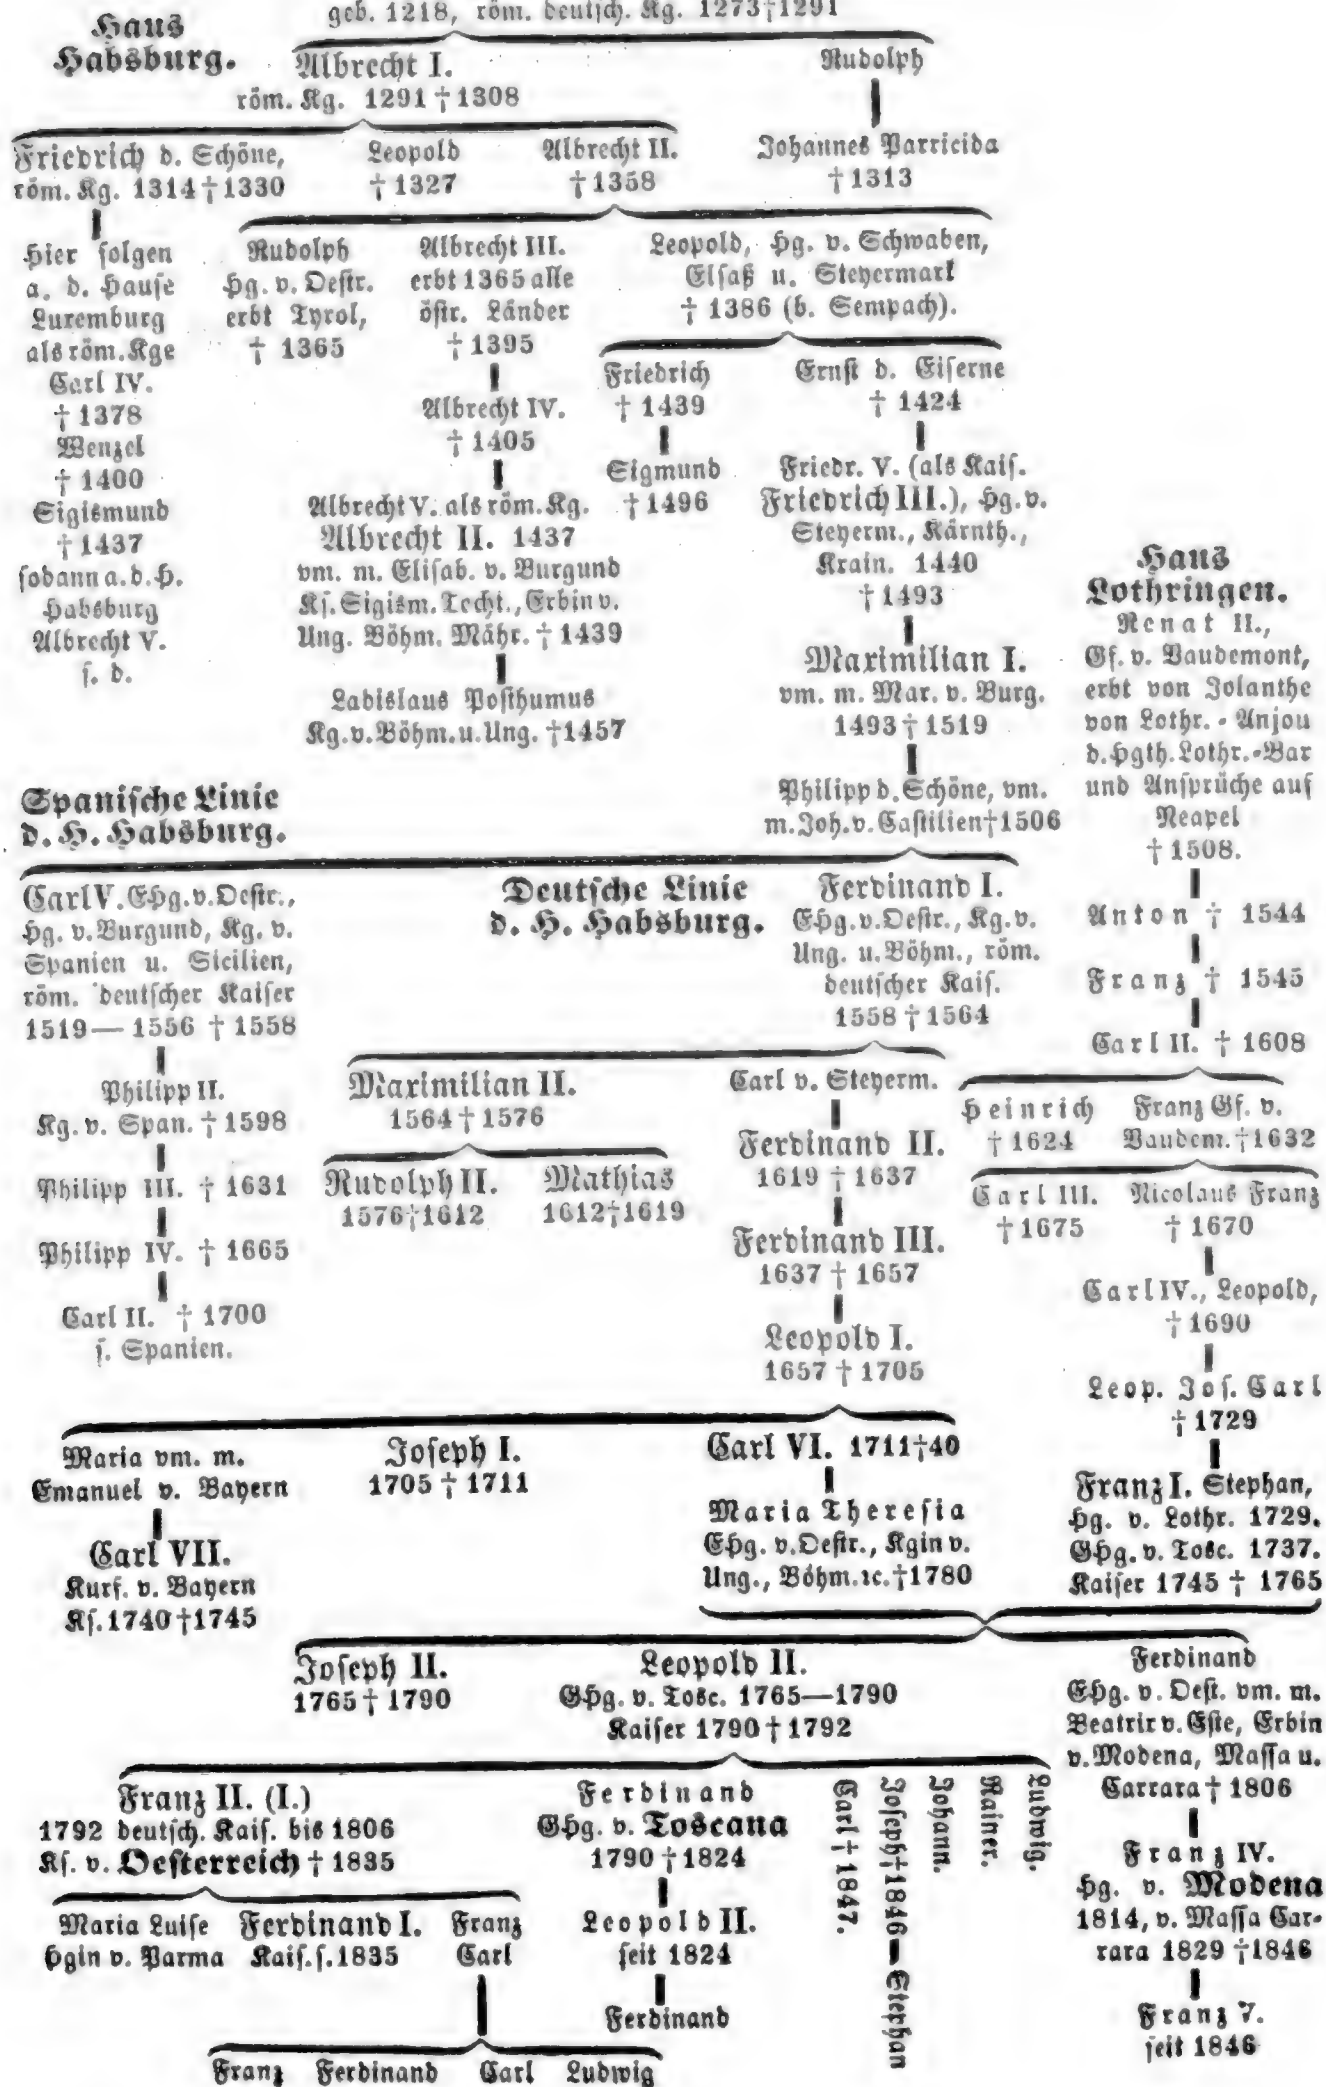 geb. 1218, röm. deutsch. Kg. 1273†1291
Haus
Habsburg.
Albrecht I.
röm. Kg. 1291 † 1308
Rudolph
Johannes Parricida
† 1313
Friedrich d. Schöne,
röm. Kg. 1314 † 1330
Leopold
† 1327
Albrecht II.
† 1358
Hier folgen
a. d. Hause
Luxemburg
als röm. Kge
Carl IV.
† 1378
Wenzel
† 1400
Sigismund
† 1437
sodann a. d. H.
Habsburg
Albrecht V.
s. d.
Rudolph
Hg. v. Oestr.
erbt Tyrol,
† 1365
Albrecht III.
erbt 1365 alle
östr. Länder
† 1395
Albrecht IV.
† 1405
Albrecht V. als röm. Kg.
Albrecht II. 1437
vm. m. Elisab. v. Burgund
Ks. Sigism. Tocht., Erbin v.
Ung. Böhm. Mähr. † 1439
Ladislaus Posthumus
Kg. v. Böhm. u. Ung. †1457
Leopold, Hg. v. Schwaben,
Elsaß u. Steyermark
† 1386 (b. Sempach).
Friedrich
† 1439
Sigmund
† 1496
Ernst d. Eiserne
† 1424
Friedr. V. (als Kais.
Friedrich III.), Hg. v.
Steyerm., Kärnth.,
Krain. 1440
† 1493
Maximilian I.
vm. m. Mar. v. Burg.
1493 † 1519
Philipp d. Schöne, vm.
m. Joh. v. Castilien † 1506
Haus
Lothringen.
Renat II.,
Gf. v. Vaudemont,
erbt von Jolanthe
von Lothr.-Anjou
d. Hgth. Lothr.-Bar
und Ansprüche auf
Neapel
† 1508.
Anton † 1544
Franz † 1545
Carl II. † 1608
Heinrich
† 1624
Franz Gf. v.
Vaudem. † 1632
Carl III.
† 1675
Nicolaus Franz
† 1670
Carl IV., Leopold,
† 1690
Leop. Jos. Carl
† 1729
Franz I. Stephan,
Hg. v. Lothr. 1729.
GHg. v. Tosc. 1737.
Kaiser 1745 † 1765
Spanische Linie
d. H. Habsburg.
Carl V. EHg. v. Oestr.,
Hg. v. Burgund, Kg. v.
Spanien u. Sicilien,
röm. deutscher Kaiser
1519 — 1556 † 1558
Philipp II.
Kg. v. Span. † 1598
Philipp III. † 1631
Philipp IV. † 1665
Carl II. † 1700
s. Spanien.
Deutsche Linie
d. H. Habsburg.
Ferdinand I.
EHg. v. Oestr., Kg. v.
Ung. u. Böhm., röm.
deutscher Kais.
1558 † 1564
Maximilian II.
1564 † 1576
Rudolph II.
1576†1612
Mathias
1612†1619
Carl v. Steyerm.
Ferdinand II.
1619 † 1637
Ferdinand III.
1637 † 1657
Leopold I.
1657 † 1705
Maria vm. m.
Emanuel v. Bayern
Carl VII.
Kurf. v. Bayern
Ks. 1740 †1745
Joseph I.
1705 † 1711
Carl VI. 1711†40
Maria Theresia
EHg. v. Oestr., Kgin v.
Ung., Böhm. ꝛc. †1780
Joseph II.
1765 † 1790
Leopold II.
GHg. v. Tosc. 1765—1790
Kaiser 1790 † 1792
Ferdinand
EHg. v. Oest. vm. m.
Beatrix v. Este, Erbin
v. Modena, Massa u.
Carrara † 1806
Franz IV.
Hg. v. Modena
1814, v. Massa Car-
rara 1829 †1846
Franz V.
seit 1846
Franz II. (I.)
1792 deutsch. Kais. bis 1806
Ks. v. Oesterreich † 1835
Ferdinand
GHg. v. Toscana
1790 † 1824
Leopold II.
seit 1824
Ferdinand
Carl † 1847.
Joseph † 1846 — Stephan
Johann.
Rainer.
Ludwig.
Maria Luise
Hgin v. Parma
Ferdinand I.
Kais. s. 1835
Franz
Carl
Franz Ferdinand Carl Ludwig